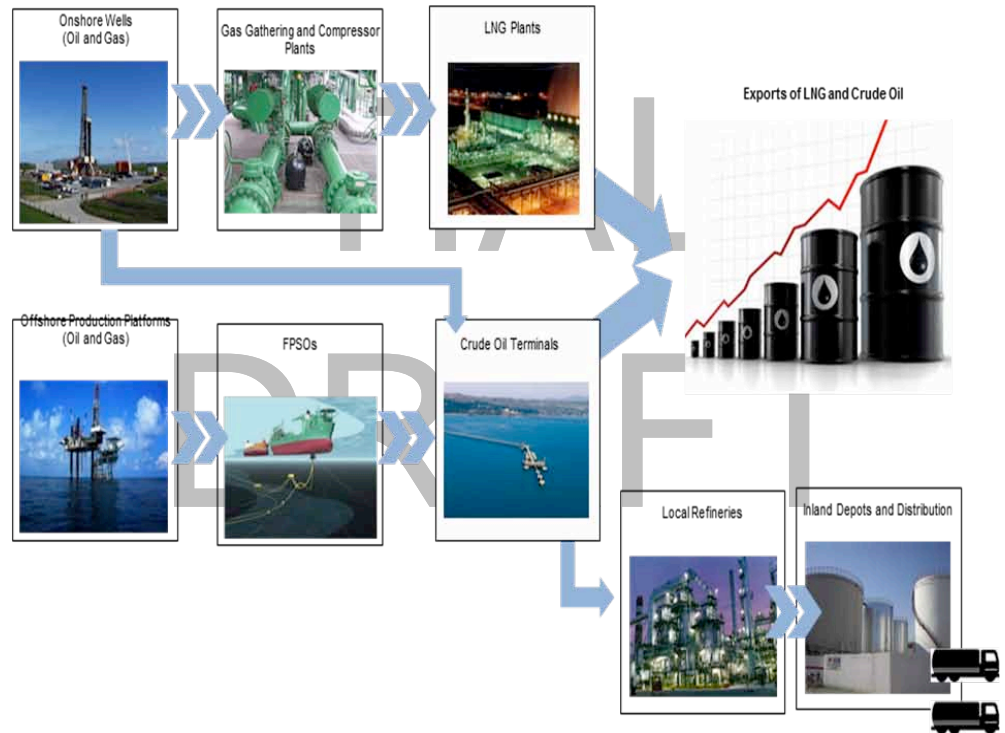 Onshore Wells
(Oil and Gas)
Gas Gathering and Compressor
Plants
LNG Plants
Exports of LNG and Crude Oil
Offshore Production Platforms
(Oil and Gas)
FPSOs
Crude Oil Terminals
DRAFT
Local Refineries
Inland Depots and Distribution